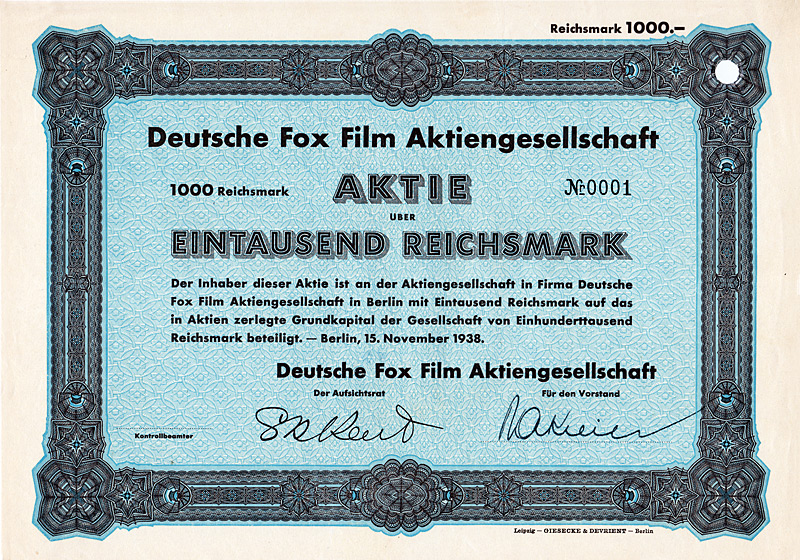 Reichsmark 1000.–
Deutsche Fox Film Aktiengesellschaft
1000 Reichsmark AKTIE № 0001
UBER
EINTAUSEND REICHSMARK
Der Inhaber dieser Aktie ist an der Aktiengesellschaft in Firma Deutsche
Fox Film Aktiengesellschaft in Berlin mit Eintausend Reichsmark auf das
in Aktien zerlegte Grundkapital der Gesellschaft von Einhunderttausend
Reichsmark beteiligt. — Berlin, 15. November 1938.
Deutsche Fox Film Aktiengesellschaft
Der Aufsichtsrat Für den Vorstand
Kontrollbeamter
Leipzig — GIESECKE & DEVRIENT — Berlin